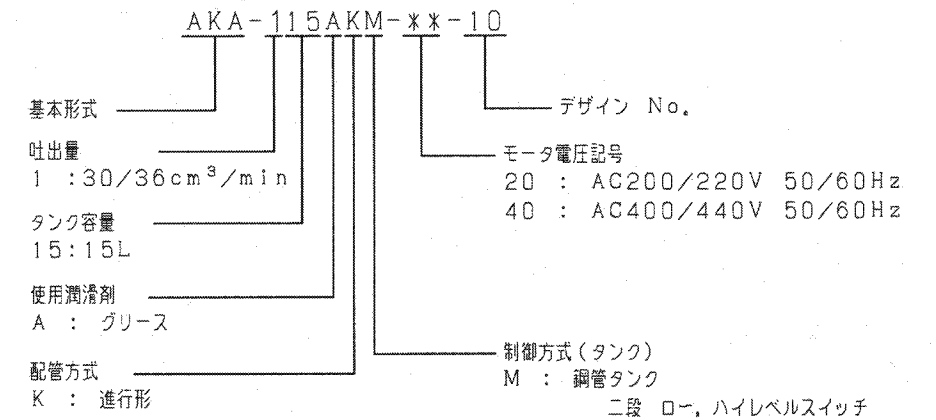 AKA-115AKM-**-10
基本形式
デザイン No.
吐出量
1 :30/36cm³/min
モータ電圧記号
20 : AC200/220V 50/60Hz
40 : AC400/440V 50/60Hz
タンク容量
15:15L
使用潤滑剤
A : グリース
配管方式
K : 進行形
制御方式(タンク)
M : 鋼管タンク
二段 ロー,ハイレベルスイッチ